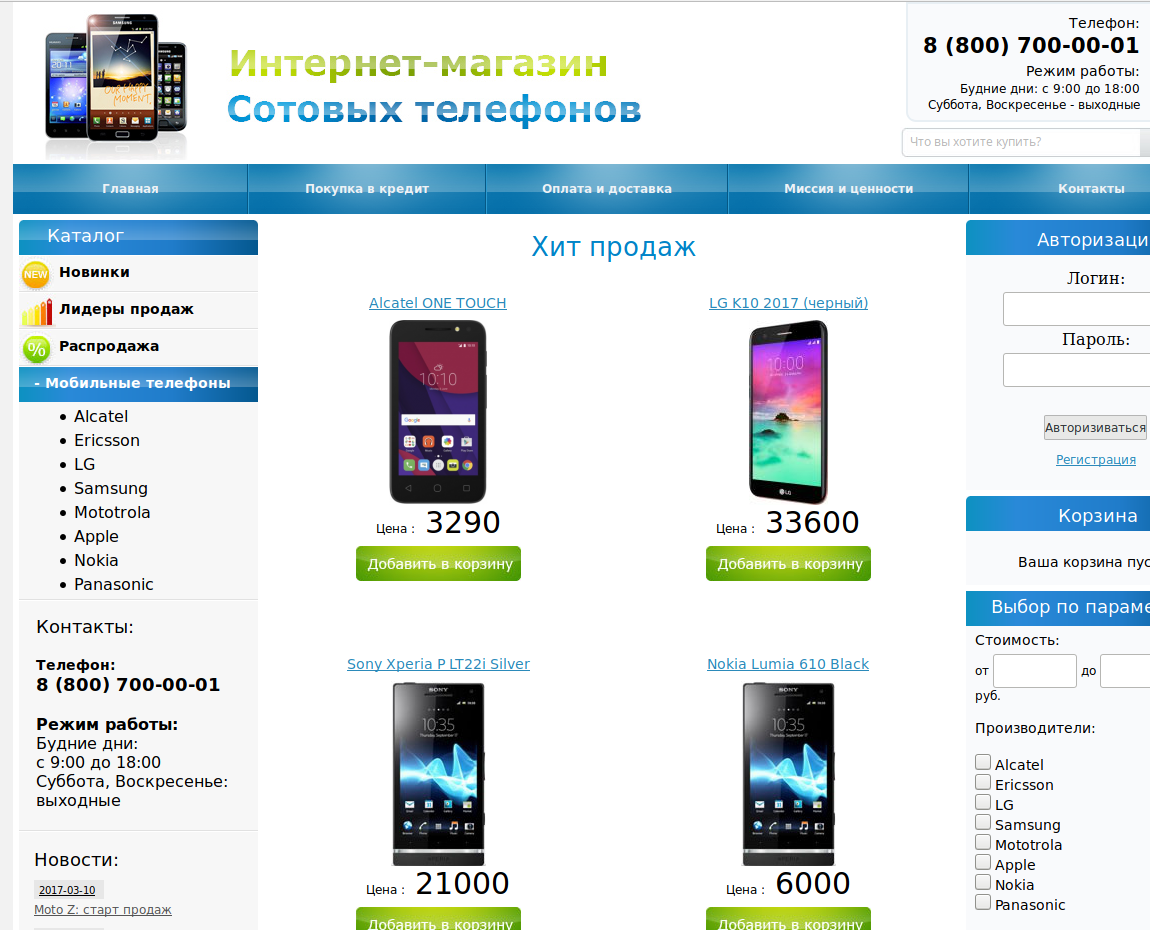 Телефон:
8 (800) 700-00-01
Режим работы:
Будние дни: с 9:00 до 18:00
Суббота, Воскресенье - выходные
Интернет-магазин
Сотовых телефонов
Что вы хотите купить?
Главная
Покупка в кредит
Оплата и доставка
Миссия и ценности
Контакты
Каталог
NEW Новинки
Лидеры продаж
% Распродажа
- Мобильные телефоны
Alcatel
Ericsson
LG
Samsung
Mototrola
Apple
Nokia
Panasonic
Контакты:
Телефон:
8 (800) 700-00-01
Режим работы:
Будние дни:
с 9:00 до 18:00
Суббота, Воскресенье:
выходные
Новости:
2017-03-10
Moto Z: старт продаж
Хит продаж
Alcatel ONE TOUCH
10:10
Google
Цена : 3290
Добавить в корзину
LG K10 2017 (черный)
10:00
LG
Цена : 33600
Добавить в корзину
Sony Xperia P LT22i Silver
SONY
10:35
Цена : 21000
Добавить в корзину
Nokia Lumia 610 Black
SONY
10:35
Цена : 6000
Добавить в корзину
Авторизаци
Логин:
Пароль:
Авторизиваться
Регистрация
Корзина
Ваша корзина пус
Выбор по параме
Стоимость:
от до
руб.
Производители:
Alcatel
Ericsson
LG
Samsung
Mototrola
Apple
Nokia
Panasonic